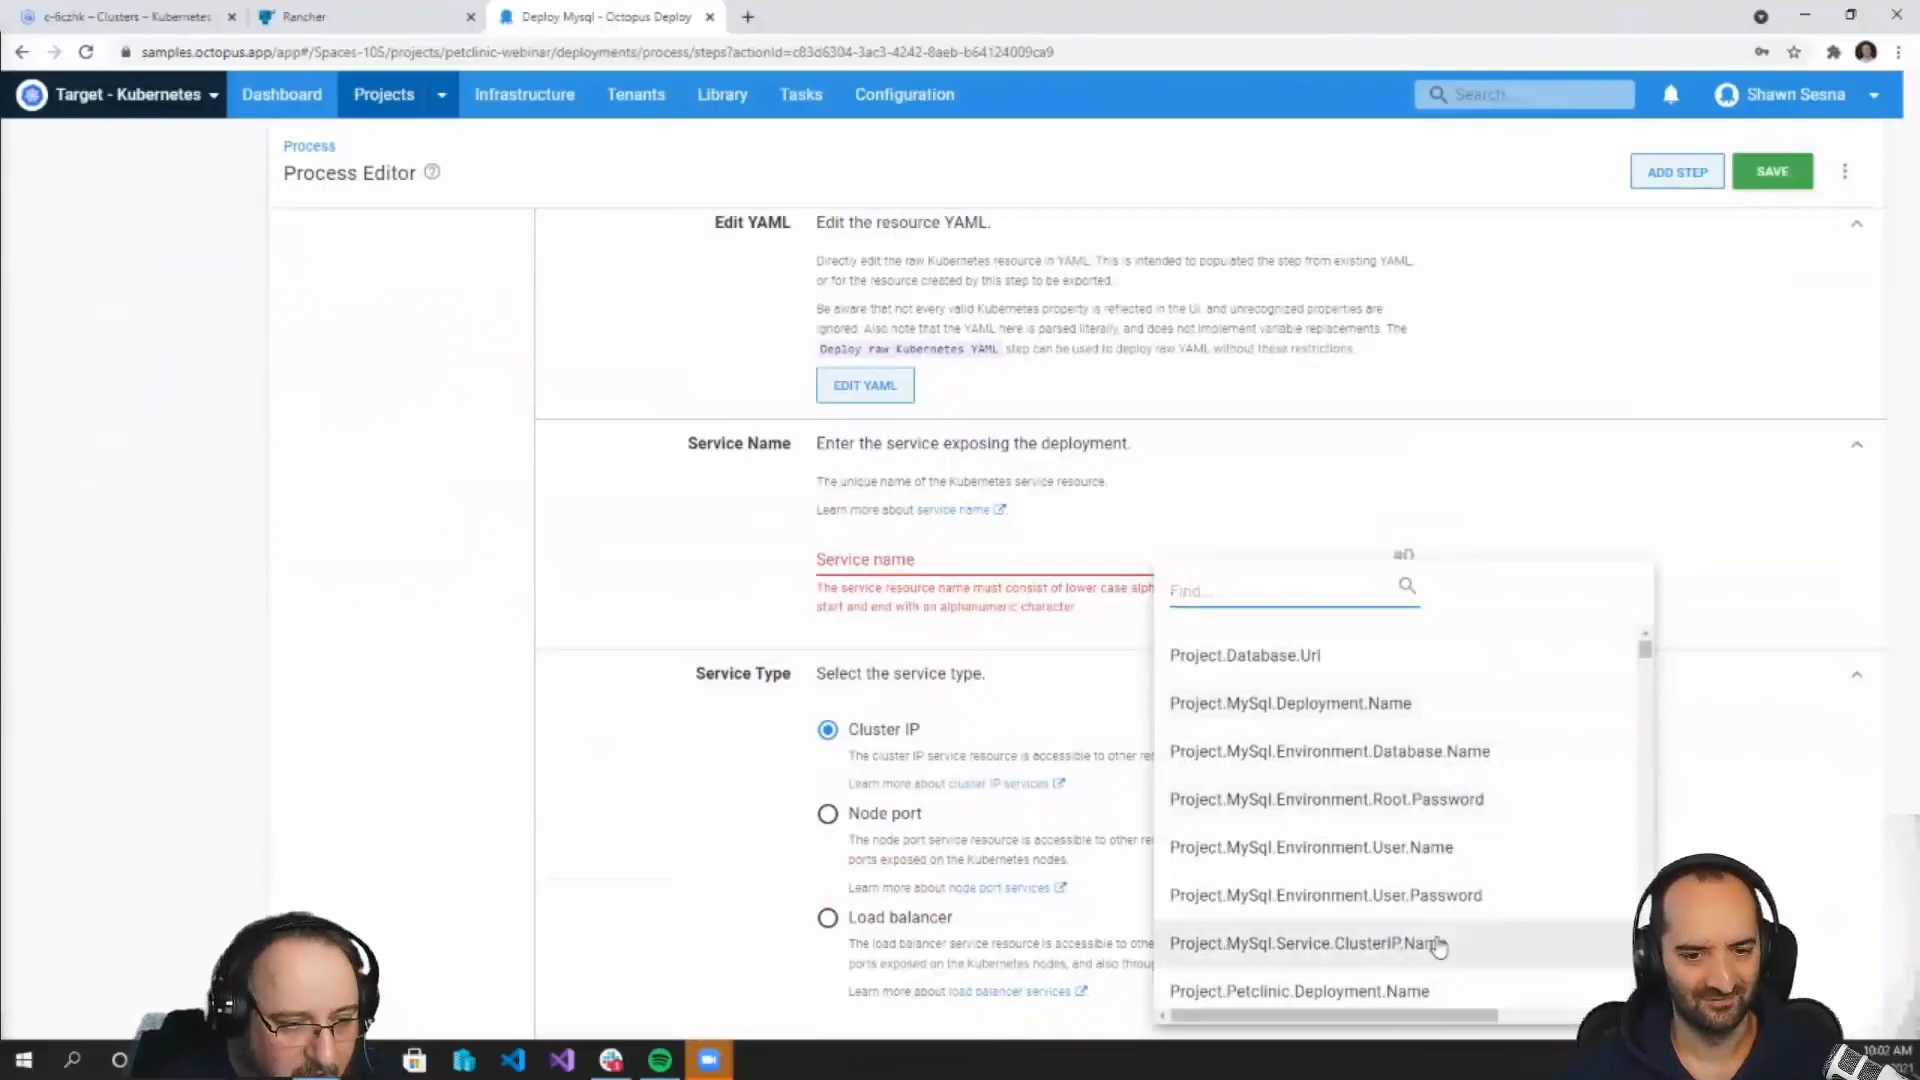 c-6czhk – Clusters – Kubernetes
Rancher
Deploy Mysql - Octopus Deploy
samples.octopus.app/app#/Spaces-105/projects/petclinic-webinar/deployments/process/steps?actionId=c83d6304-3ac3-4242-8aeb-b64124009ca9
Target - Kubernetes
Dashboard
Projects
Infrastructure
Tenants
Library
Tasks
Configuration
Search...
Shawn Sesna
Process
Process Editor
ADD STEP
SAVE
Edit YAML
Edit the resource YAML.
Directly edit the raw Kubernetes resource in YAML. This is intended to populated the step from existing YAML,
or for the resource created by this step to be exported.
Be aware that not every valid Kubernetes property is reflected in the UI, and unrecognized properties are
ignored. Also note that the YAML here is parsed literally, and does not implement variable replacements. The
Deploy raw Kubernetes YAML step can be used to deploy raw YAML without these restrictions.
EDIT YAML
Service Name
Enter the service exposing the deployment.
The unique name of the Kubernetes service resource.
Learn more about service name.
Service name
#{}
The service resource name must consist of lower case alph
start and end with an alphanumeric character
Find...
Service Type
Select the service type.
Cluster IP
The cluster IP service resource is accessible to other re
Learn more about cluster IP services
Node port
The node port service resource is accessible to other re
ports exposed on the Kubernetes nodes.
Learn more about node port services
Load balancer
The load balancer service resource is accessible to othe
ports exposed on the Kubernetes nodes, and also throu
Learn more about load balancer services
Project.Database.Url
Project.MySql.Deployment.Name
Project.MySql.Environment.Database.Name
Project.MySql.Environment.Root.Password
Project.MySql.Environment.User.Name
Project.MySql.Environment.User.Password
Project.MySql.Service.ClusterIP.Name
Project.Petclinic.Deployment.Name
10:02 AM